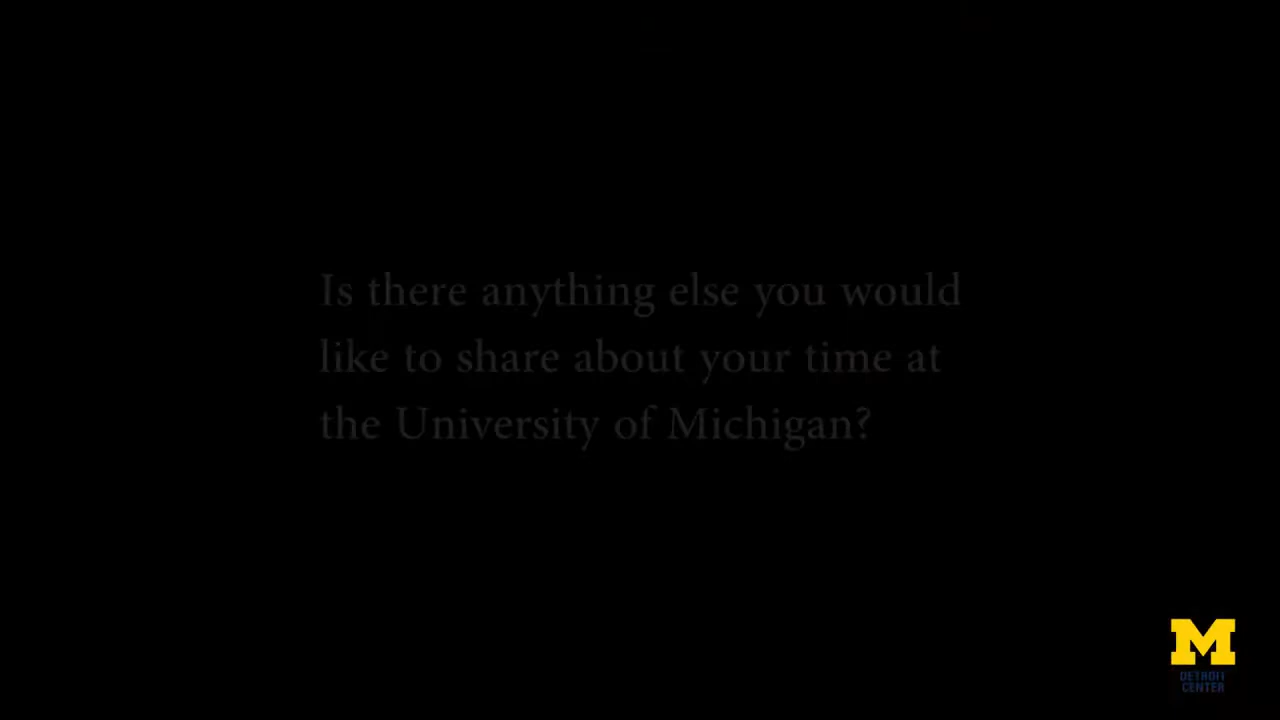 Is there anything else you would
like to share about your time at
the University of Michigan?
M
DETROIT
CENTER